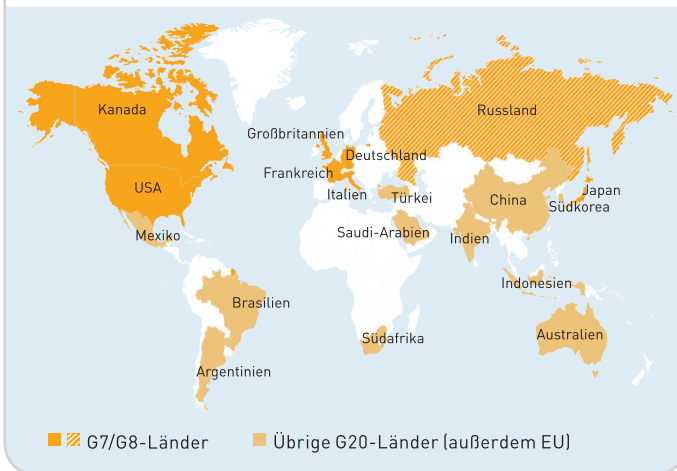 Kanada
Russland
Großbritannien
Deutschland
Frankreich
USA
Italien
Türkei
China
Japan
Südkorea
Mexiko
Saudi-Arabien
Indien
Indonesien
Brasilien
Südafrika
Australien
Argentinien
G7/G8-Länder
Übrige G20-Länder (außerdem EU)